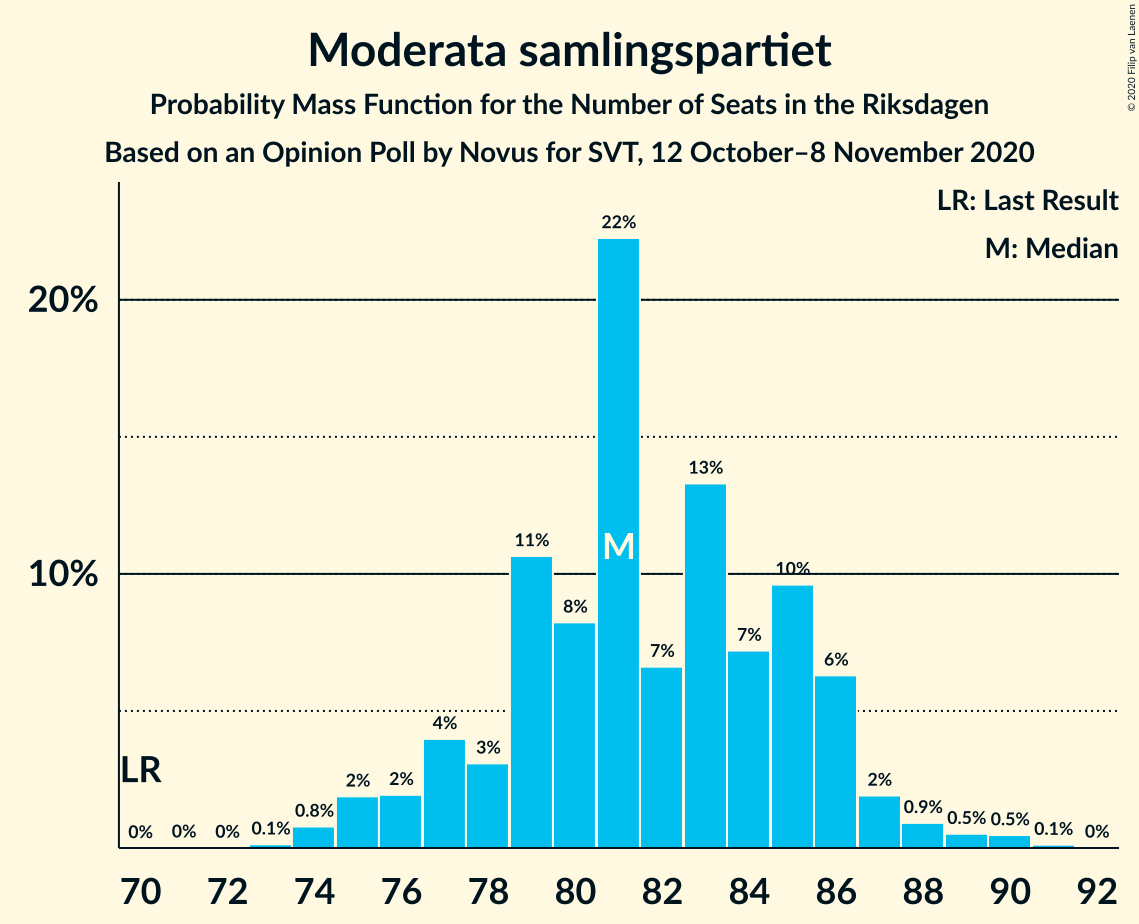 Moderata samlingspartiet
Probability Mass Function for the Number of Seats in the Riksdagen
Based on an Opinion Poll by Novus for SVT, 12 October–8 November 2020
© 2020 Filip van Laenen
LR: Last Result
M: Median
20%
10%
LR
M
0%
0%
0%
0.1%
0.8%
2%
2%
4%
3%
11%
8%
22%
7%
13%
7%
10%
6%
2%
0.9%
0.5%
0.5%
0.1%
0%
70 72 74 76 78 80 82 84 86 88 90 92